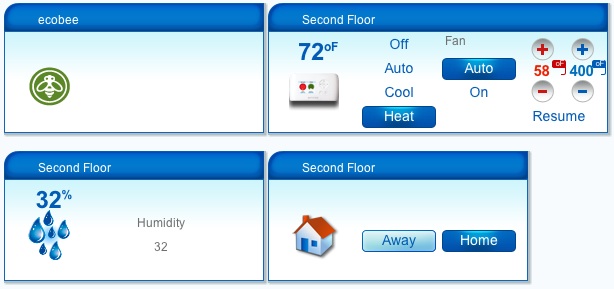 ecobee
Second Floor
72°F
Off
Auto
Cool
Heat
Fan
Auto
On
58 °F
400 °F
Resume
Second Floor
32%
Humidity
32
Second Floor
Away
Home